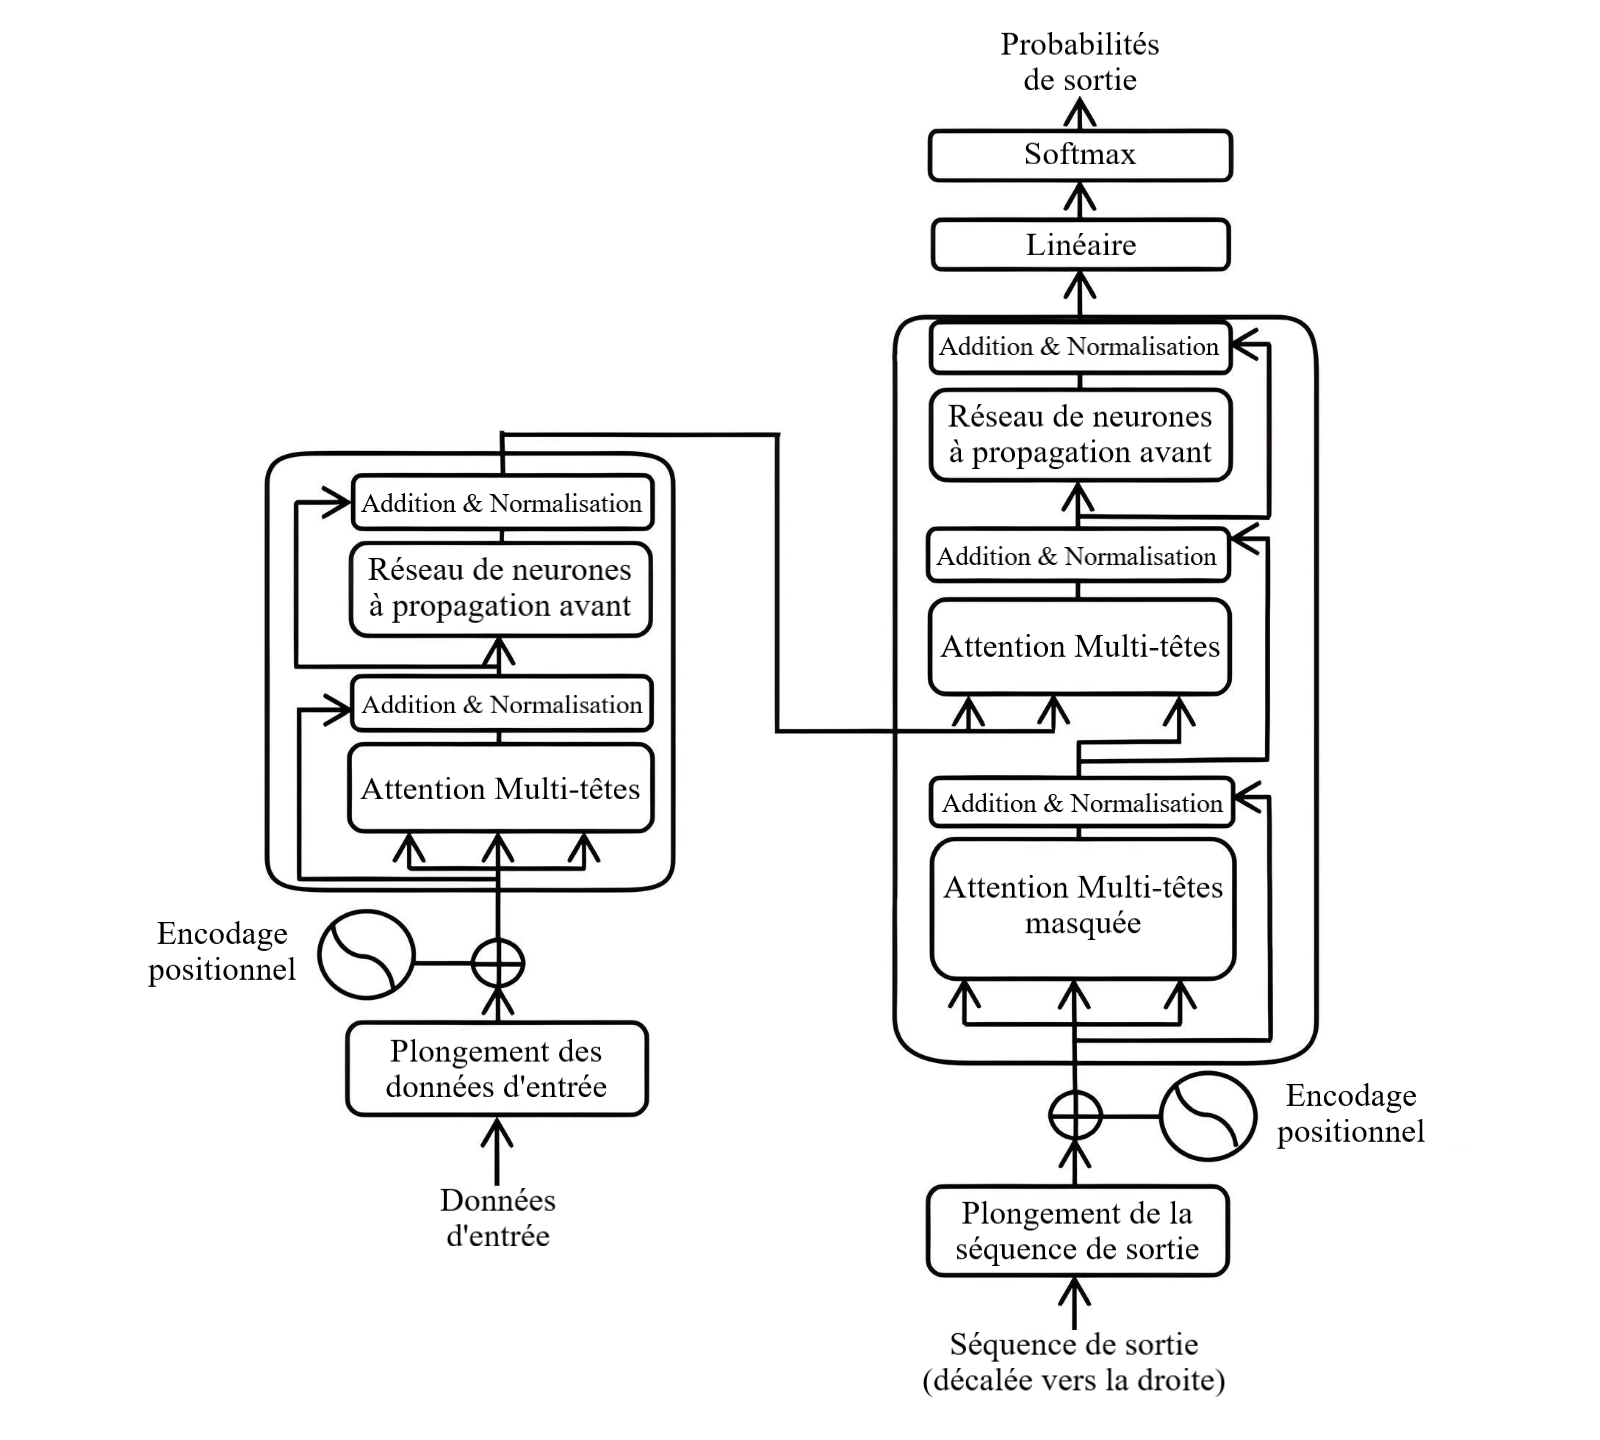 Probabilités
de sortie
Softmax
Linéaire
Addition & Normalisation
Réseau de neurones
à propagation avant
Addition & Normalisation
Attention Multi-têtes
Addition & Normalisation
Attention Multi-têtes
masquée
Encodage
positionnel
Plongement de la
séquence de sortie
Séquence de sortie
(décalée vers la droite)
Addition & Normalisation
Réseau de neurones
à propagation avant
Addition & Normalisation
Attention Multi-têtes
Encodage
positionnel
Plongement des
données d'entrée
Données
d'entrée